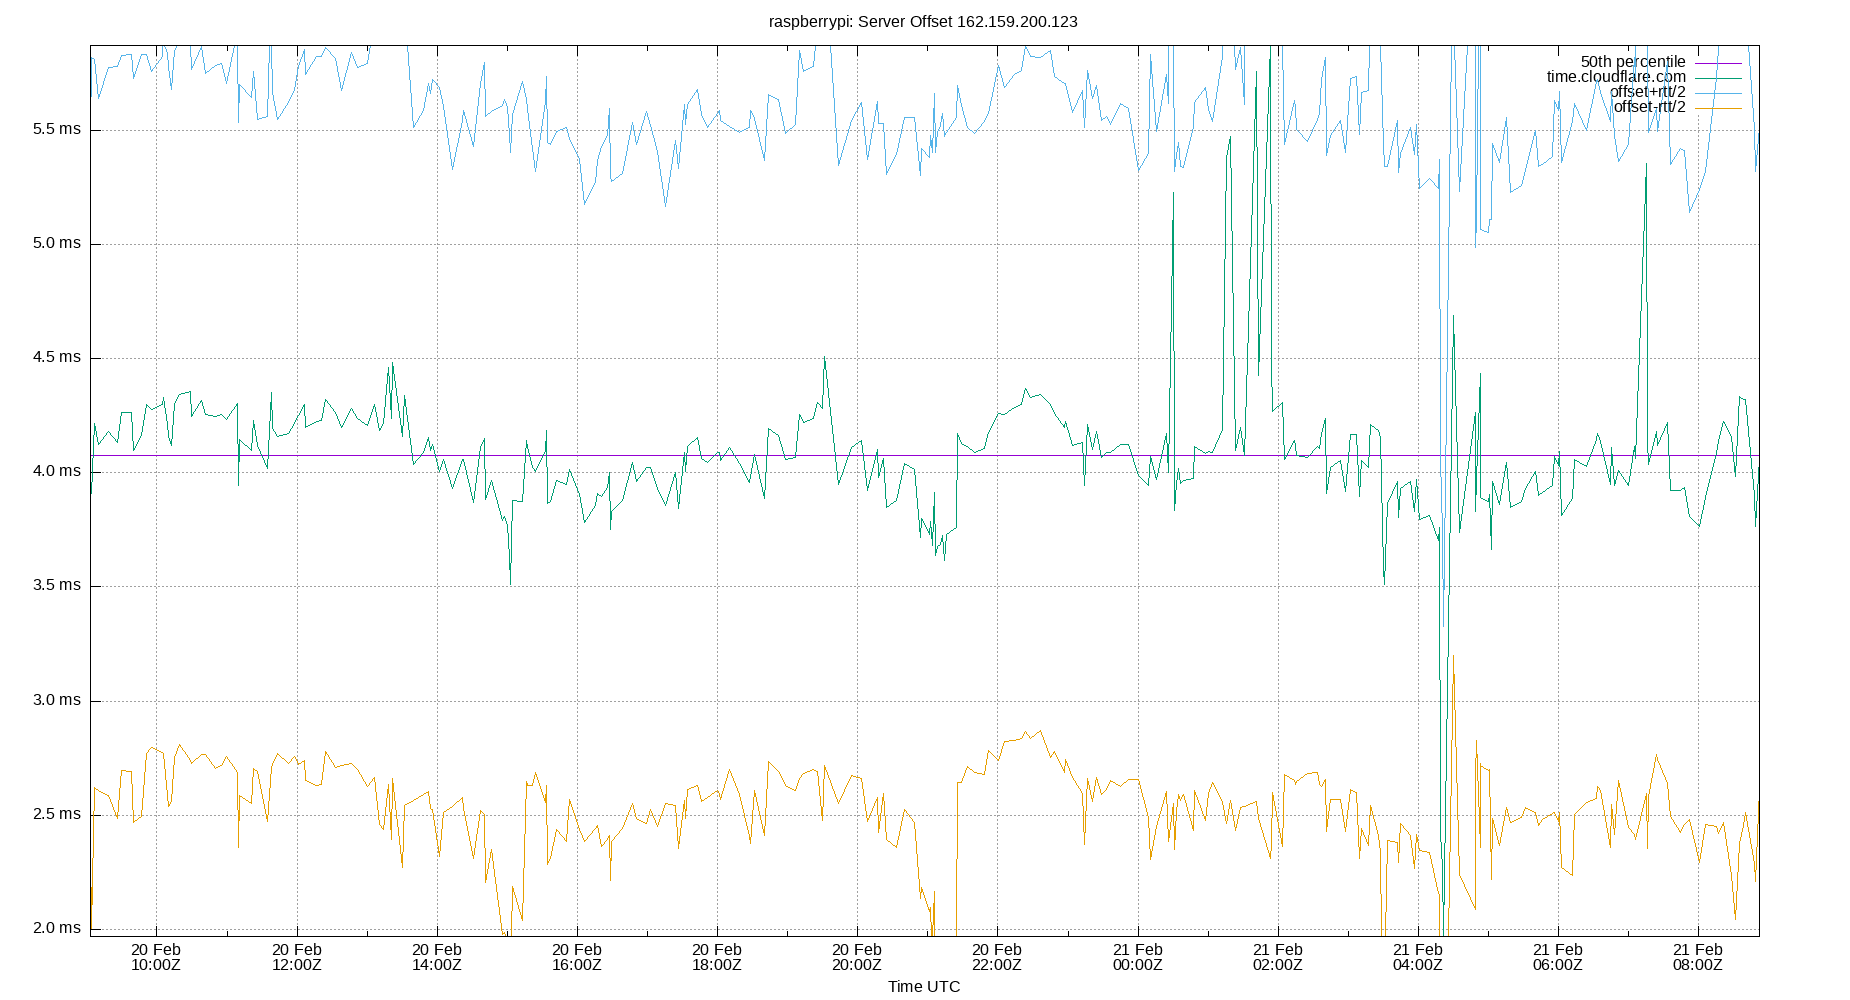 raspberrypi: Server Offset 162.159.200.123
50th percentile
time.cloudflare.com
offset+rtt/2
offset-rtt/2
5.5 ms
5.0 ms
4.5 ms
4.0 ms
3.5 ms
3.0 ms
2.5 ms
2.0 ms
20 Feb 20 Feb 20 Feb 20 Feb 20 Feb 20 Feb 20 Feb 21 Feb 21 Feb 21 Feb 21 Feb 21 Feb
10:00Z 12:00Z 14:00Z 16:00Z 18:00Z 20:00Z 22:00Z 00:00Z 02:00Z 04:00Z 06:00Z 08:00Z
Time UTC